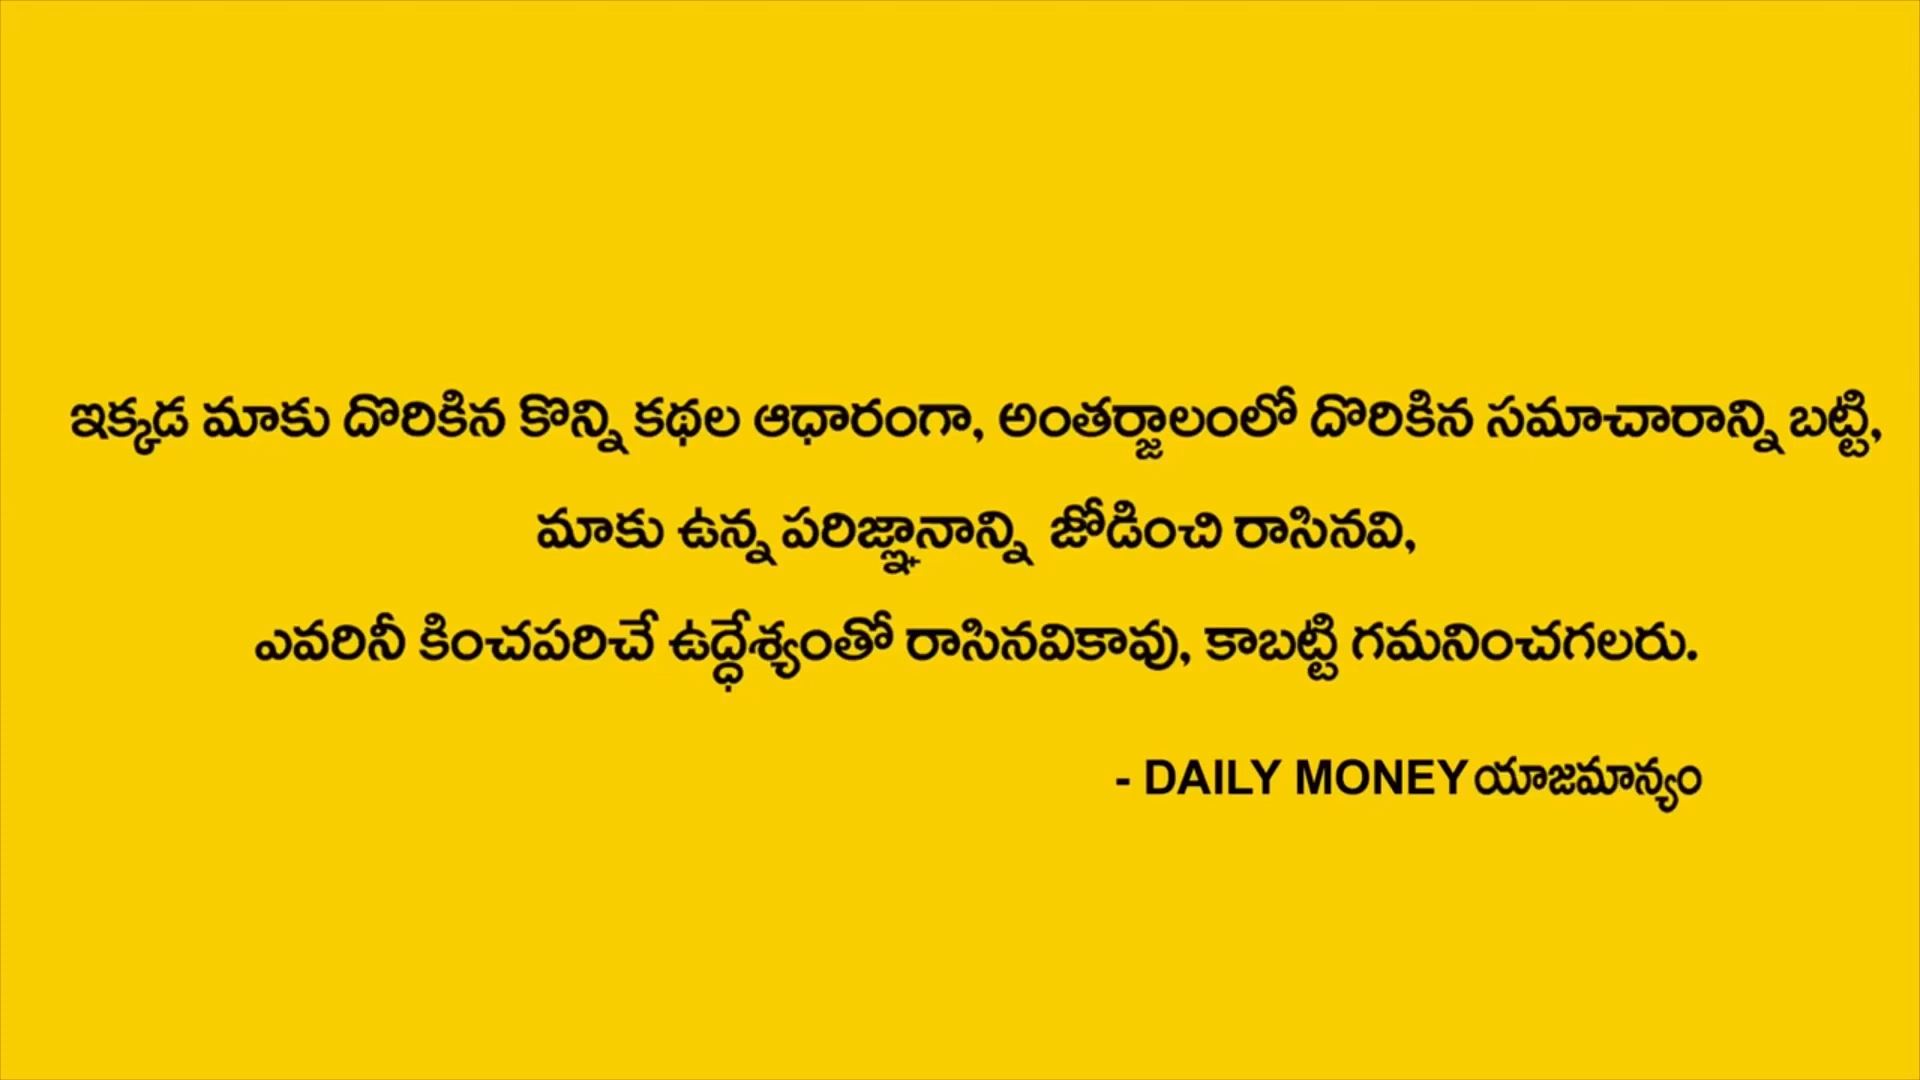 ఇక్కడ మాకు దొరికిన కొన్ని కథల ఆధారంగా, అంతర్జాలంలో దొరికిన సమాచారాన్ని బట్టి,
మాకు ఉన్న పరిజ్ఞానాన్ని జోడించి రాసినవి,
ఎవరినీ కించపరిచే ఉద్ధేశ్యంతో రాసినవికావు, కాబట్టి గమనించగలరు.
- DAILY MONEY యాజమాన్యం